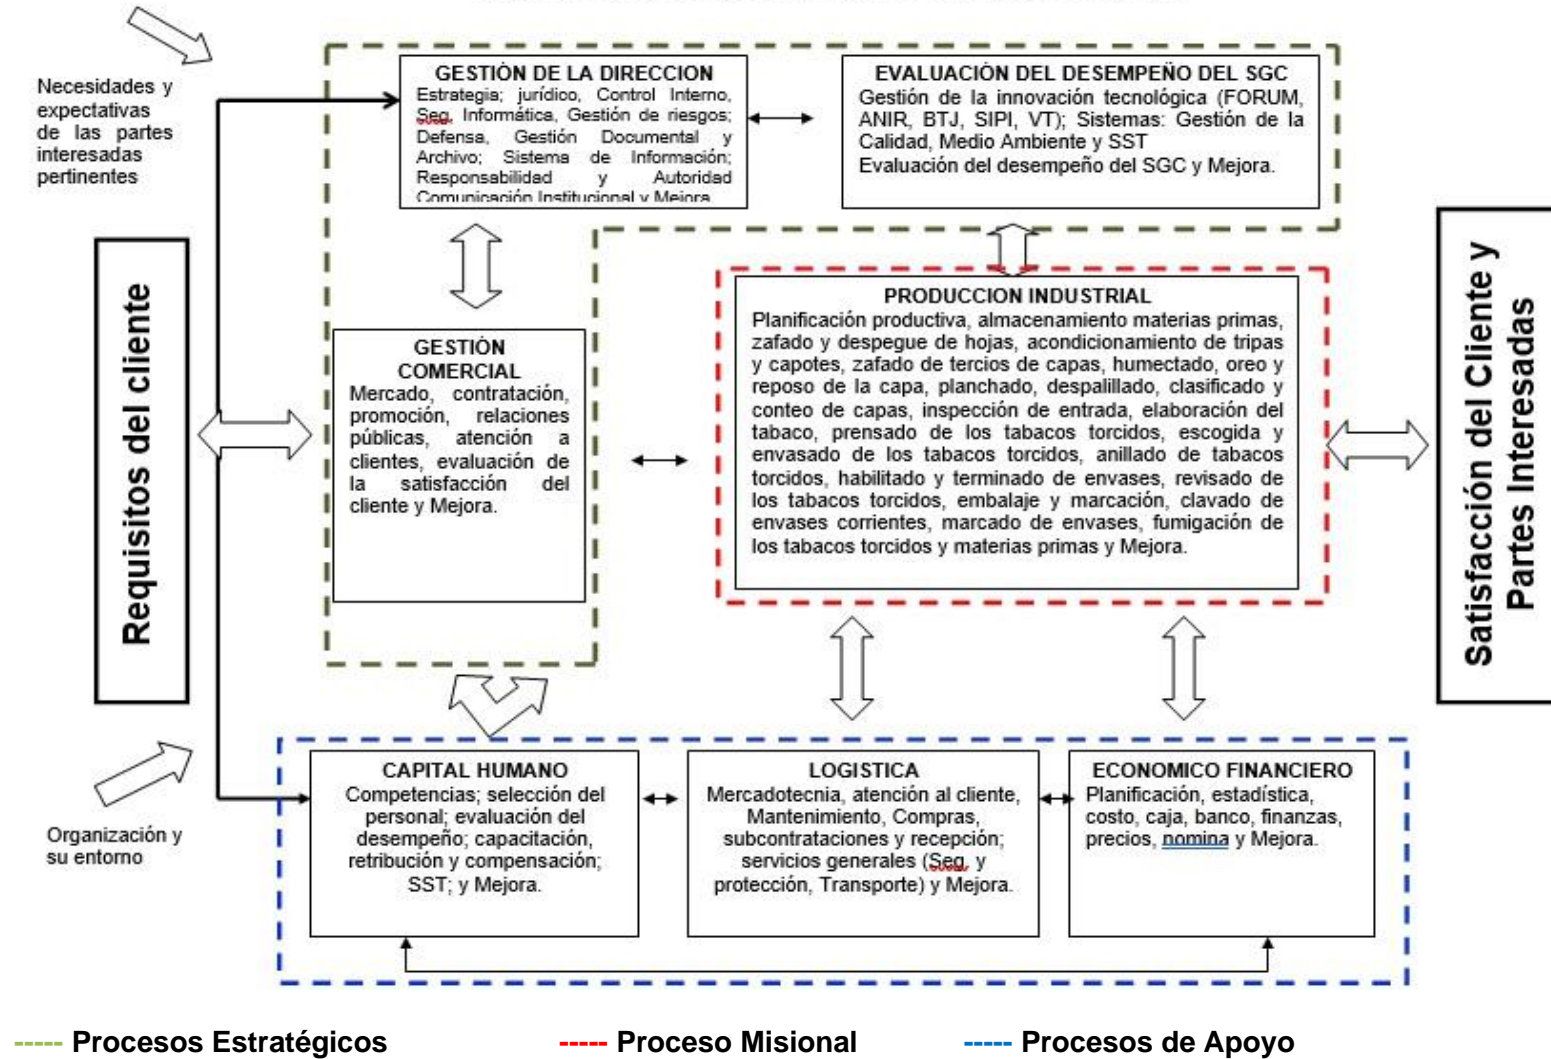 Necesidades y
expectativas
de las partes
interesadas
pertinentes
GESTIÓN DE LA DIRECCION
Estrategia; jurídico, Control Interno,
Seg. Informática, Gestión de riesgos;
Defensa, Gestión Documental y
Archivo; Sistema de Información;
Responsabilidad y Autoridad
Comunicación Institucional y Mejora
EVALUACIÓN DEL DESEMPEÑO DEL SGC
Gestión de la innovación tecnológica (FORUM,
ANIR, BTJ, SIPI, VT); Sistemas: Gestión de la
Calidad, Medio Ambiente y SST
Evaluación del desempeño del SGC y Mejora.
Requisitos del cliente
GESTIÓN
COMERCIAL
Mercado, contratación,
promoción, relaciones
públicas, atención a
clientes, evaluación de
la satisfacción del
cliente y Mejora.
PRODUCCION INDUSTRIAL
Planificación productiva, almacenamiento materias primas,
zafado y despegue de hojas, acondicionamiento de tripas
y capotes, zafado de tercios de capas, humectado, oreo y
reposo de la capa, planchado, despalillado, clasificado y
conteo de capas, inspección de entrada, elaboración del
tabaco, prensado de los tabacos torcidos, escogida y
envasado de los tabacos torcidos, anillado de tabacos
torcidos, habilitado y terminado de envases, revisado de
los tabacos torcidos, embalaje y marcación, clavado de
envases corrientes, marcado de envases, fumigación de
los tabacos torcidos y materias primas y Mejora.
Satisfacción del Cliente y
Partes Interesadas
Organización y
su entorno
CAPITAL HUMANO
Competencias; selección del
personal; evaluación del
desempeño; capacitación,
retribución y compensación;
SST; y Mejora.
LOGISTICA
Mercadotecnia, atención al cliente,
Mantenimiento, Compras,
subcontrataciones y recepción;
servicios generales (Seg. y
protección, Transporte) y Mejora.
ECONOMICO FINANCIERO
Planificación, estadística,
costo, caja, banco, finanzas,
precios, nomina y Mejora.
----- Procesos Estratégicos
----- Proceso Misional
----- Procesos de Apoyo